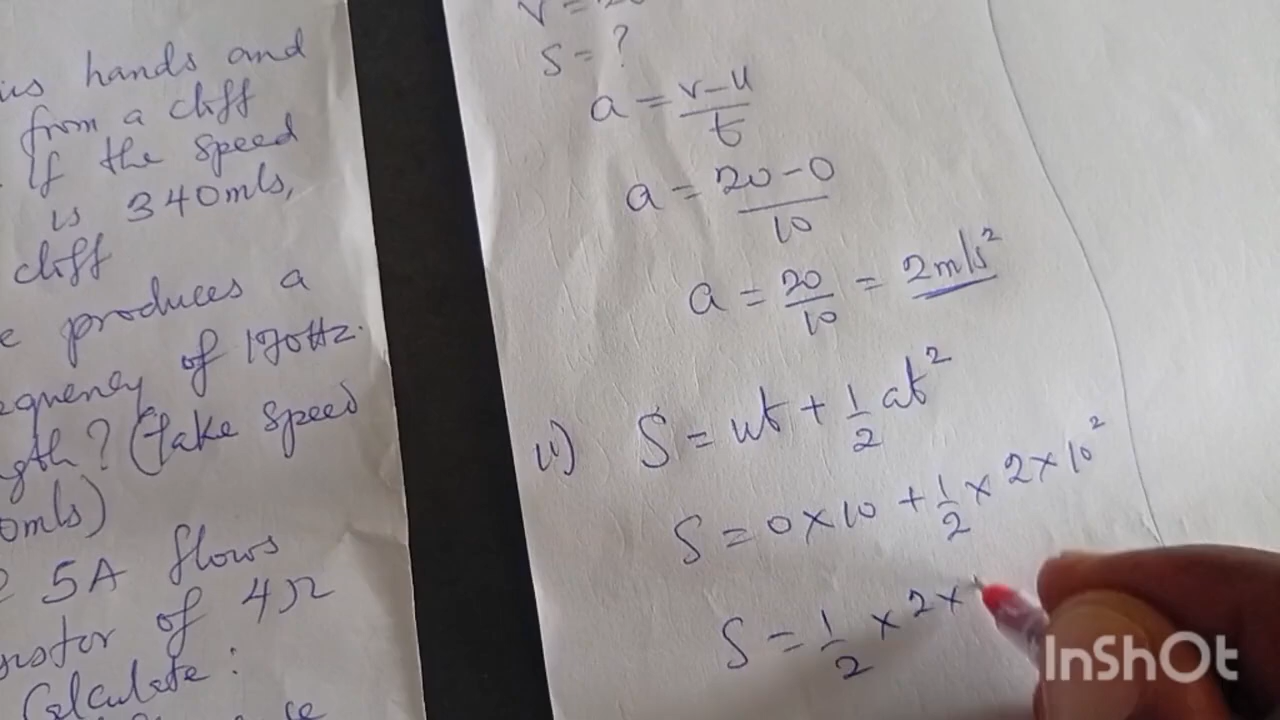 hands and
from a cliff
If the speed
is 340m/s,
cliff
produces a
of 170Hz.
? (take speed
0m/s)
5A flows
of 4Ω
Calculate:
V =
S = ?
a = v-u/t
a = 20-0/10
a = 20/10 = 2m/s²
ii) S = ut + 1/2 at²
S = 0 × 10 + 1/2 × 2 × 10²
S = 1/2 × 2 ×
InShOt